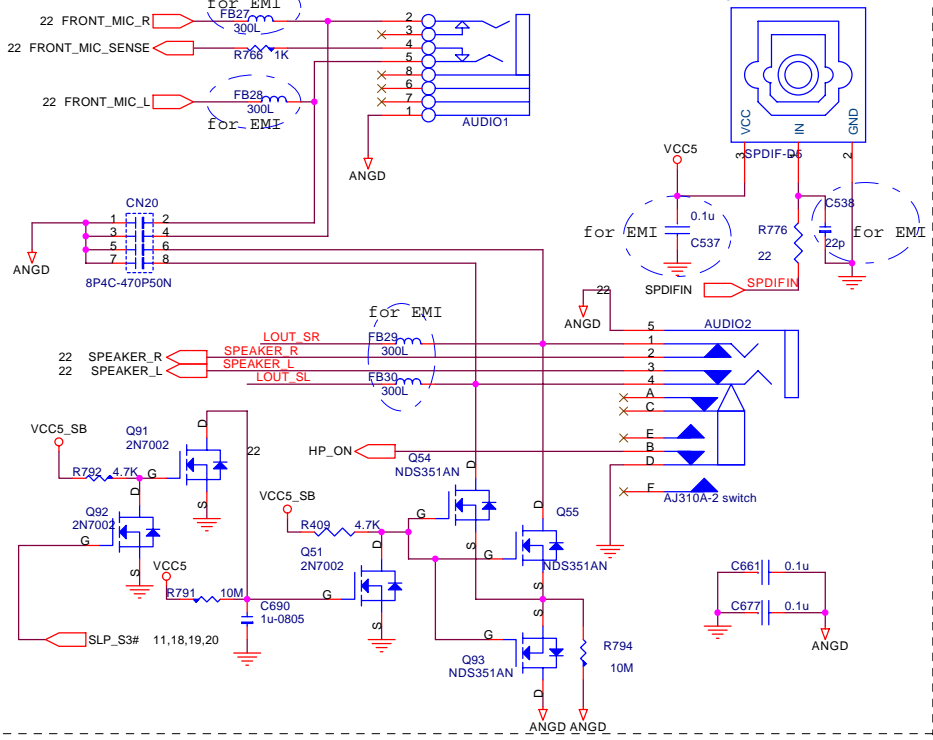 for EMI
22 FRONT_MIC_R
FB27
300L
22 FRONT_MIC_SENSE
R766 1K
22 FRONT_MIC_L
FB28
300L
for EMI
2
3
4
5
8
6
7
1
AUDIO1
ANGD
VCC
IN
GND
SPDIF-D5
3
1
2
VCC5
0.1u
C537
for EMI
R776
22
C538
22p
for EMI
SPDIFIN
SPDIFIN
CN20
1 2
3 4
5 6
7 8
8P4C-470P50N
ANGD
for EMI
LOUT_SR
FB29
300L
22 SPEAKER_R
SPEAKER_R
22 SPEAKER_L
SPEAKER_L
LOUT_SL
FB30
300L
22
ANGD
AUDIO2
5
1
2
3
4
A
C
E
B
D
F
AJ310A-2 switch
HP_ON
VCC5_SB
Q91
2N7002
D
G
S
22
R792 4.7K
Q92
2N7002
D
G
S
VCC5
R791 10M
C690
1u-0805
SLP_S3# 11,18,19,20
VCC5_SB
R409 4.7K
Q51
2N7002
D
G
S
Q54
NDS351AN
D
G
S
Q55
NDS351AN
D
G
S
Q93
NDS351AN
S
G
D
R794
10M
ANGD ANGD
C661 0.1u
C677 0.1u
ANGD